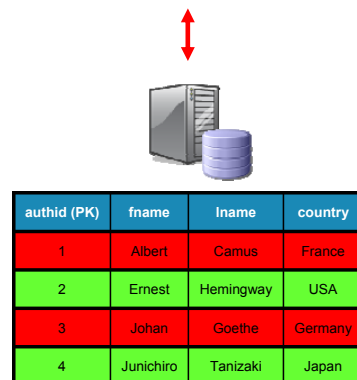 authid (PK) fname lname country
1 Albert Camus France
2 Ernest Hemingway USA
3 Johan Goethe Germany
4 Junichiro Tanizaki Japan